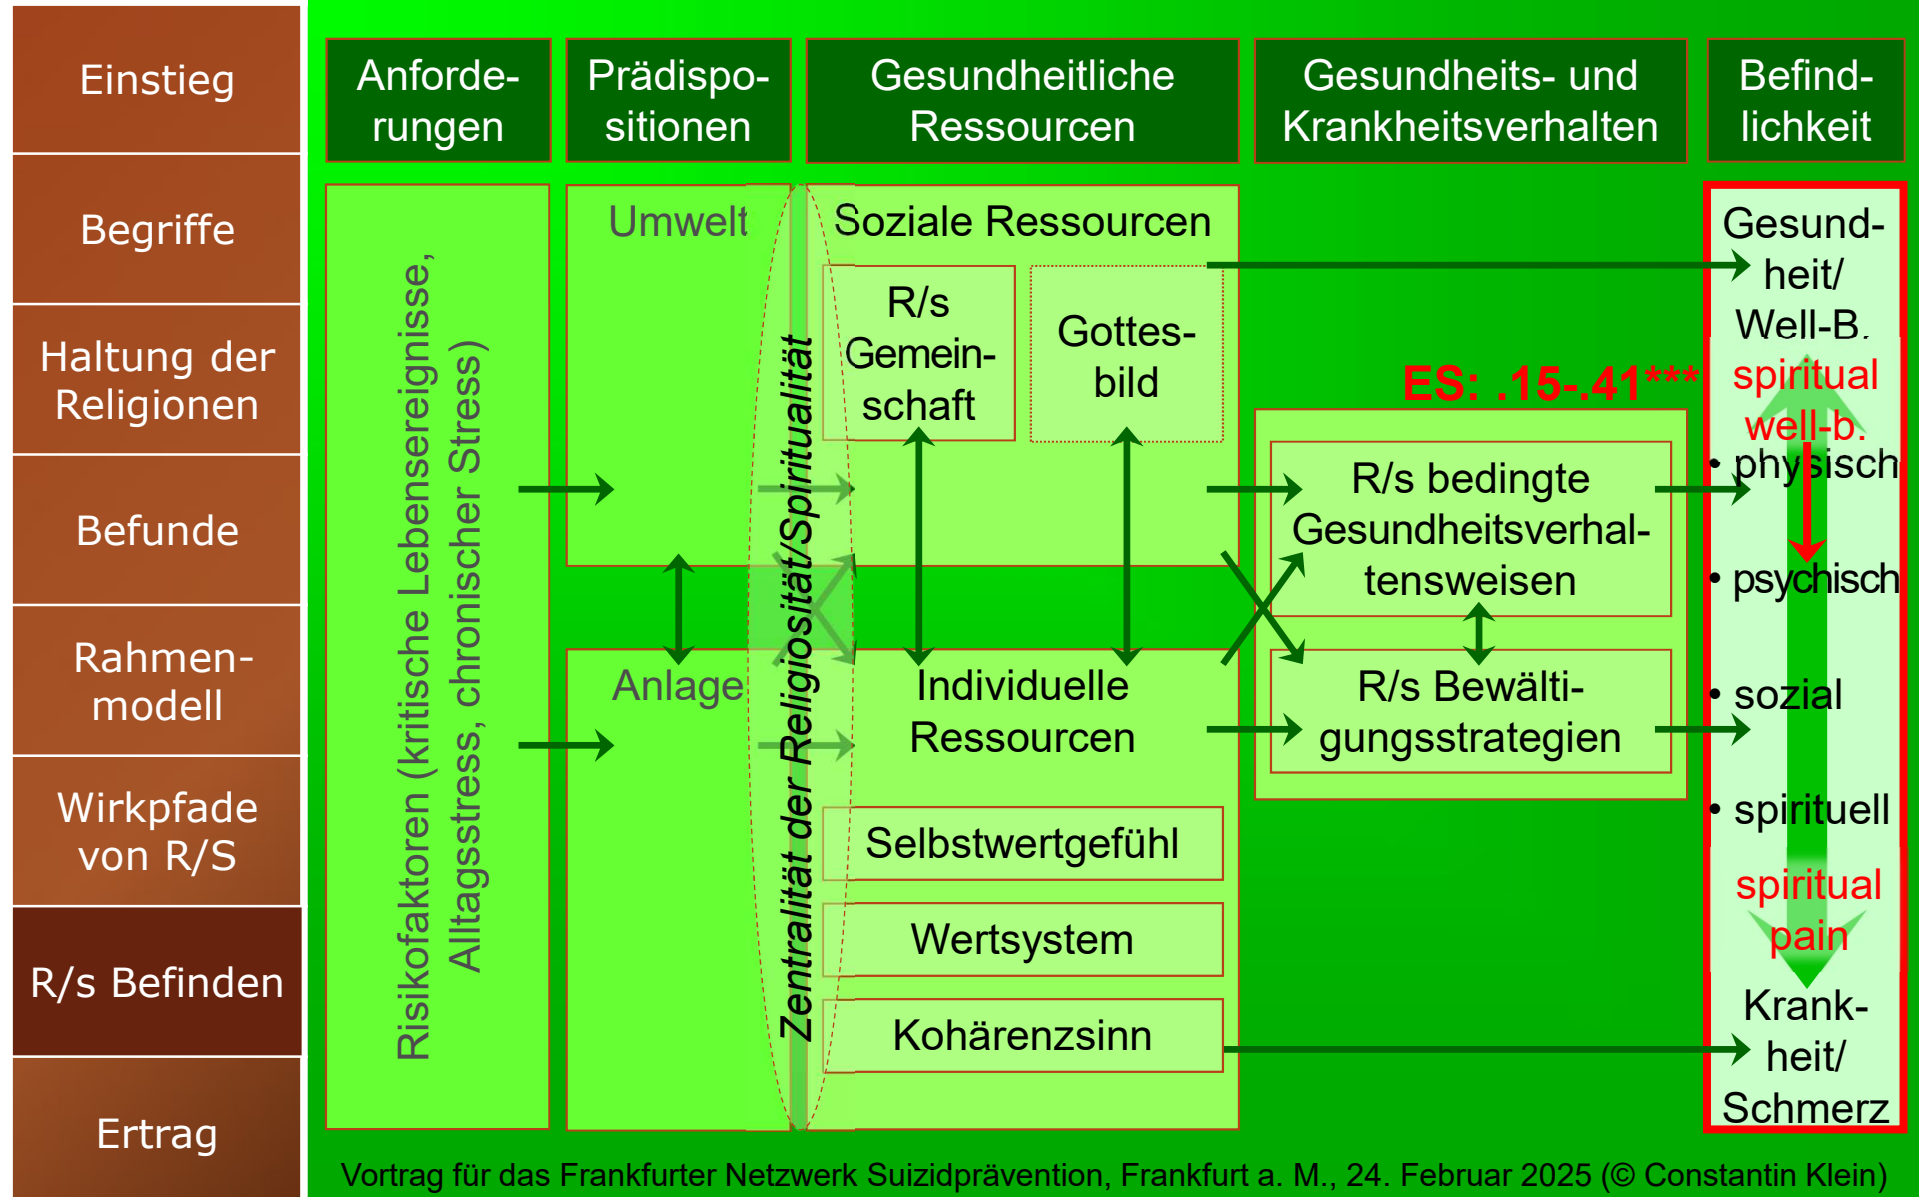 Einstieg
Begriffe
Haltung der
Religionen
Befunde
Rahmen-
modell
Wirkpfade
von R/S
R/s Befinden
Ertrag
Anforde-
rungen
Prädispo-
sitionen
Gesundheitliche
Ressourcen
Gesundheits- und
Krankheitsverhalten
Befind-
lichkeit
Risikofaktoren (kritische Lebensereignisse,
Alltagsstress, chronischer Stress)
Umwelt
Anlage
Zentralität der Religiosität/Spiritualität
Soziale Ressourcen
R/s
Gemein-
schaft
Gottes-
bild
Individuelle
Ressourcen
Selbstwertgefühl
Wertsystem
Kohärenzsinn
ES: .15-.41***
R/s bedingte
Gesundheitsverhal-
tensweisen
R/s Bewälti-
gungsstrategien
Gesund-
heit/
Well-B.
spiritual
well-b.
• physisch
• psychisch
• sozial
• spirituell
spiritual
pain
Krank-
heit/
Schmerz
Vortrag für das Frankfurter Netzwerk Suizidprävention, Frankfurt a. M., 24. Februar 2025 (© Constantin Klein)